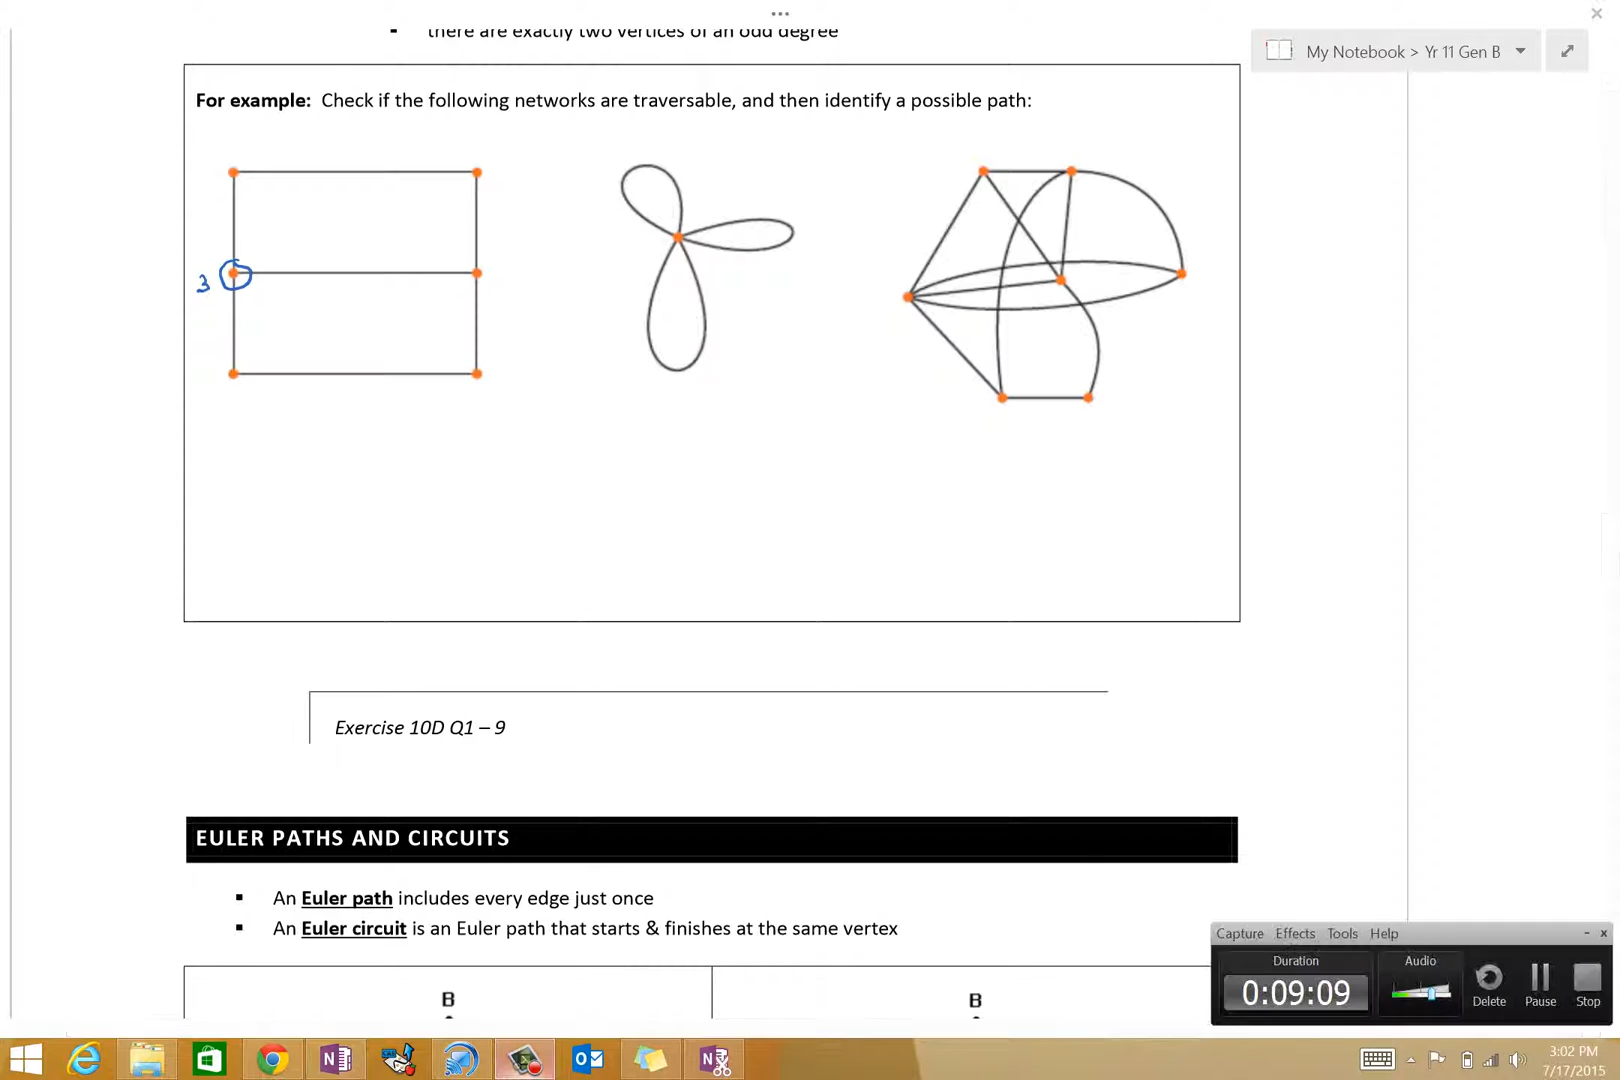 there are exactly two vertices of an odd degree
My Notebook > Yr 11 Gen B
For example: Check if the following networks are traversable, and then identify a possible path:
3
Exercise 10D Q1 – 9
EULER PATHS AND CIRCUITS
An Euler path includes every edge just once
An Euler circuit is an Euler path that starts & finishes at the same vertex
B
B
Capture Effects Tools Help
Duration
Audio
0:09:09
Delete
Pause
Stop
3:02 PM
7/17/2015